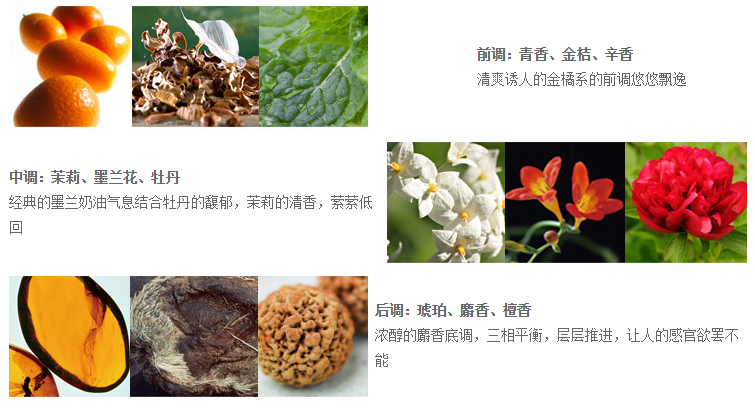 前调：青香、金桔、辛香
清爽诱人的金橘系的前调悠悠飘逸
中调：茉莉、墨兰花、牡丹
经典的墨兰奶油气息结合牡丹的馥郁，茉莉的清香，萦萦低
回
后调：琥珀、麝香、檀香
浓醇的麝香底调，三相平衡，层层推进，让人的感官欲罢不
能